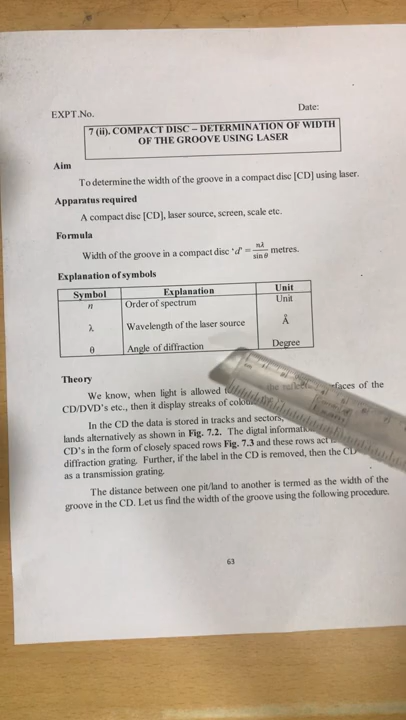 EXPT.No.
Date:
7 (ii). COMPACT DISC – DETERMINATION OF WIDTH
OF THE GROOVE USING LASER
Aim
To determine the width of the groove in a compact disc [CD] using laser.
Apparatus required
A compact disc [CD], laser source, screen, scale etc.
Formula
Width of the groove in a compact disc 'd' = nλ / sin θ metres.
Explanation of symbols
Symbol Explanation Unit
n Order of spectrum Unit
λ Wavelength of the laser source Å
θ Angle of diffraction Degree
Theory
We know, when light is allowed the faces of the
CD/DVD's etc., then it display streaks of
In the CD the data is stored in tracks and sectors,
lands alternatively as shown in Fig. 7.2. The digtal
CD's in the form of closely spaced rows Fig. 7.3 and these rows act
diffraction grating. Further, if the label in the CD is removed, then the CD
as a transmission grating.
The distance between one pit/land to another is termed as the width of the
groove in the CD. Let us find the width of the groove using the following procedure.
63